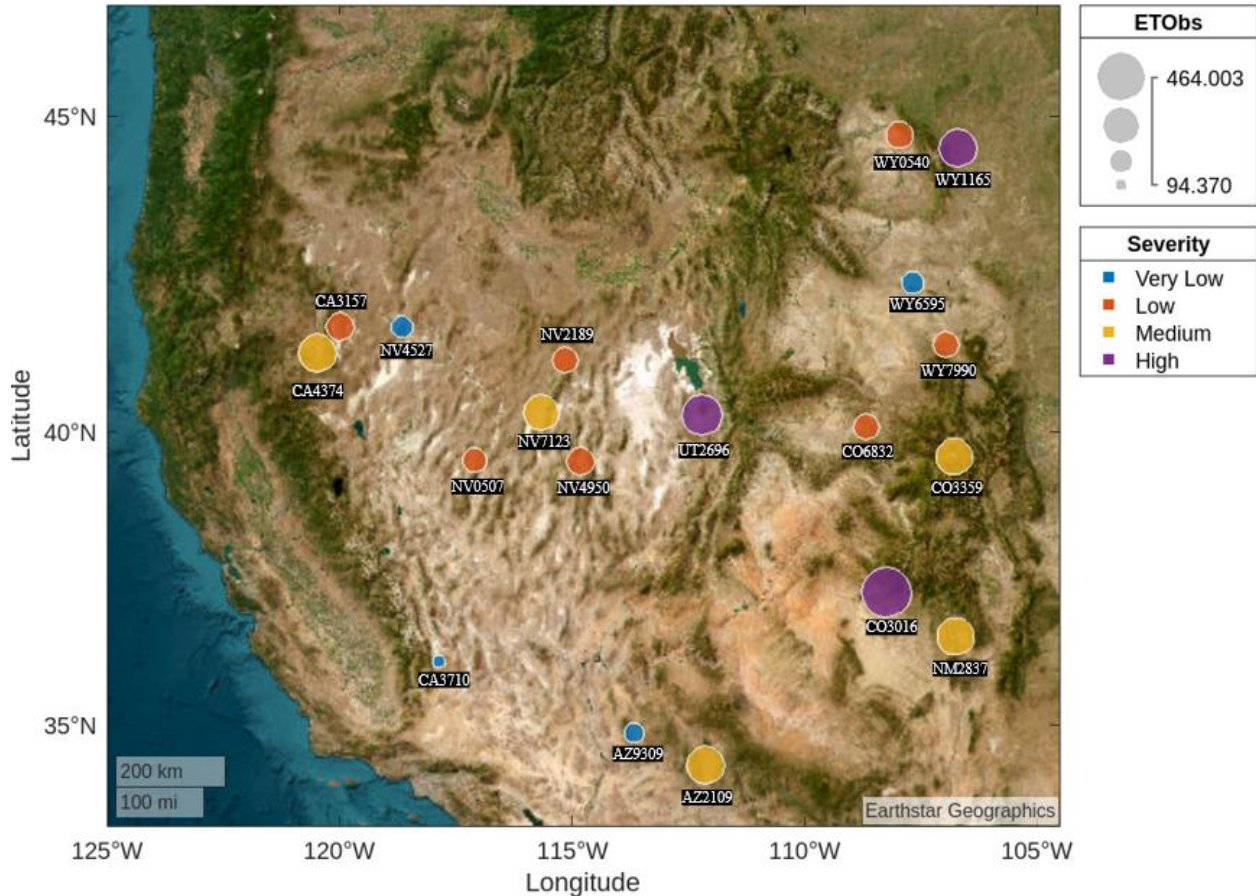 ETObs
464.003
94.370
Severity
Very Low
Low
Medium
High
45°N
40°N
35°N
Latitude
WY0540
WY1165
WY6595
CA3157
NV4527
NV2189
WY7990
CA4374
NV7123
UT2696
CO6832
NV0507
NV4950
CO3359
CO3016
NM2837
CA3710
AZ9309
AZ2109
200 km
100 mi
Earthstar Geographics
125°W
120°W
115°W
110°W
105°W
Longitude